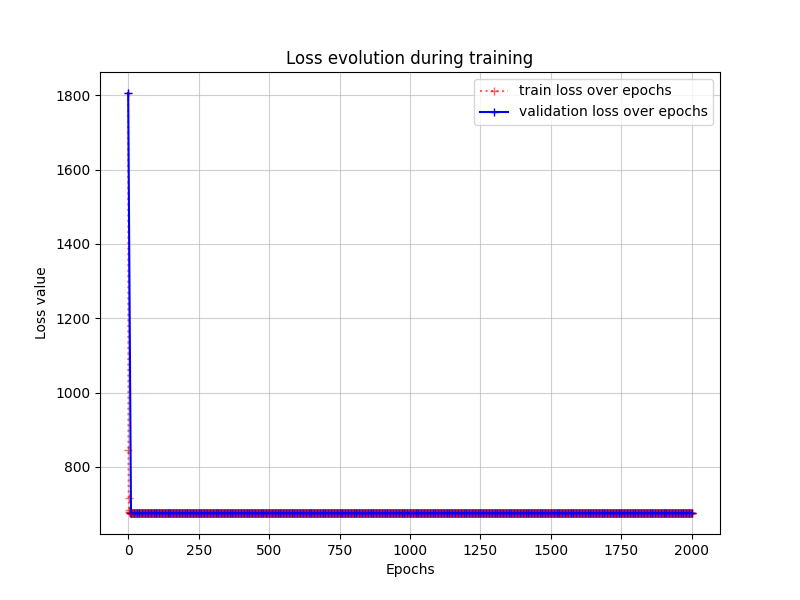 Loss evolution during training
train loss over epochs
validation loss over epochs
1800
1600
1400
1200
1000
800
Loss value
0 250 500 750 1000 1250 1500 1750 2000
Epochs